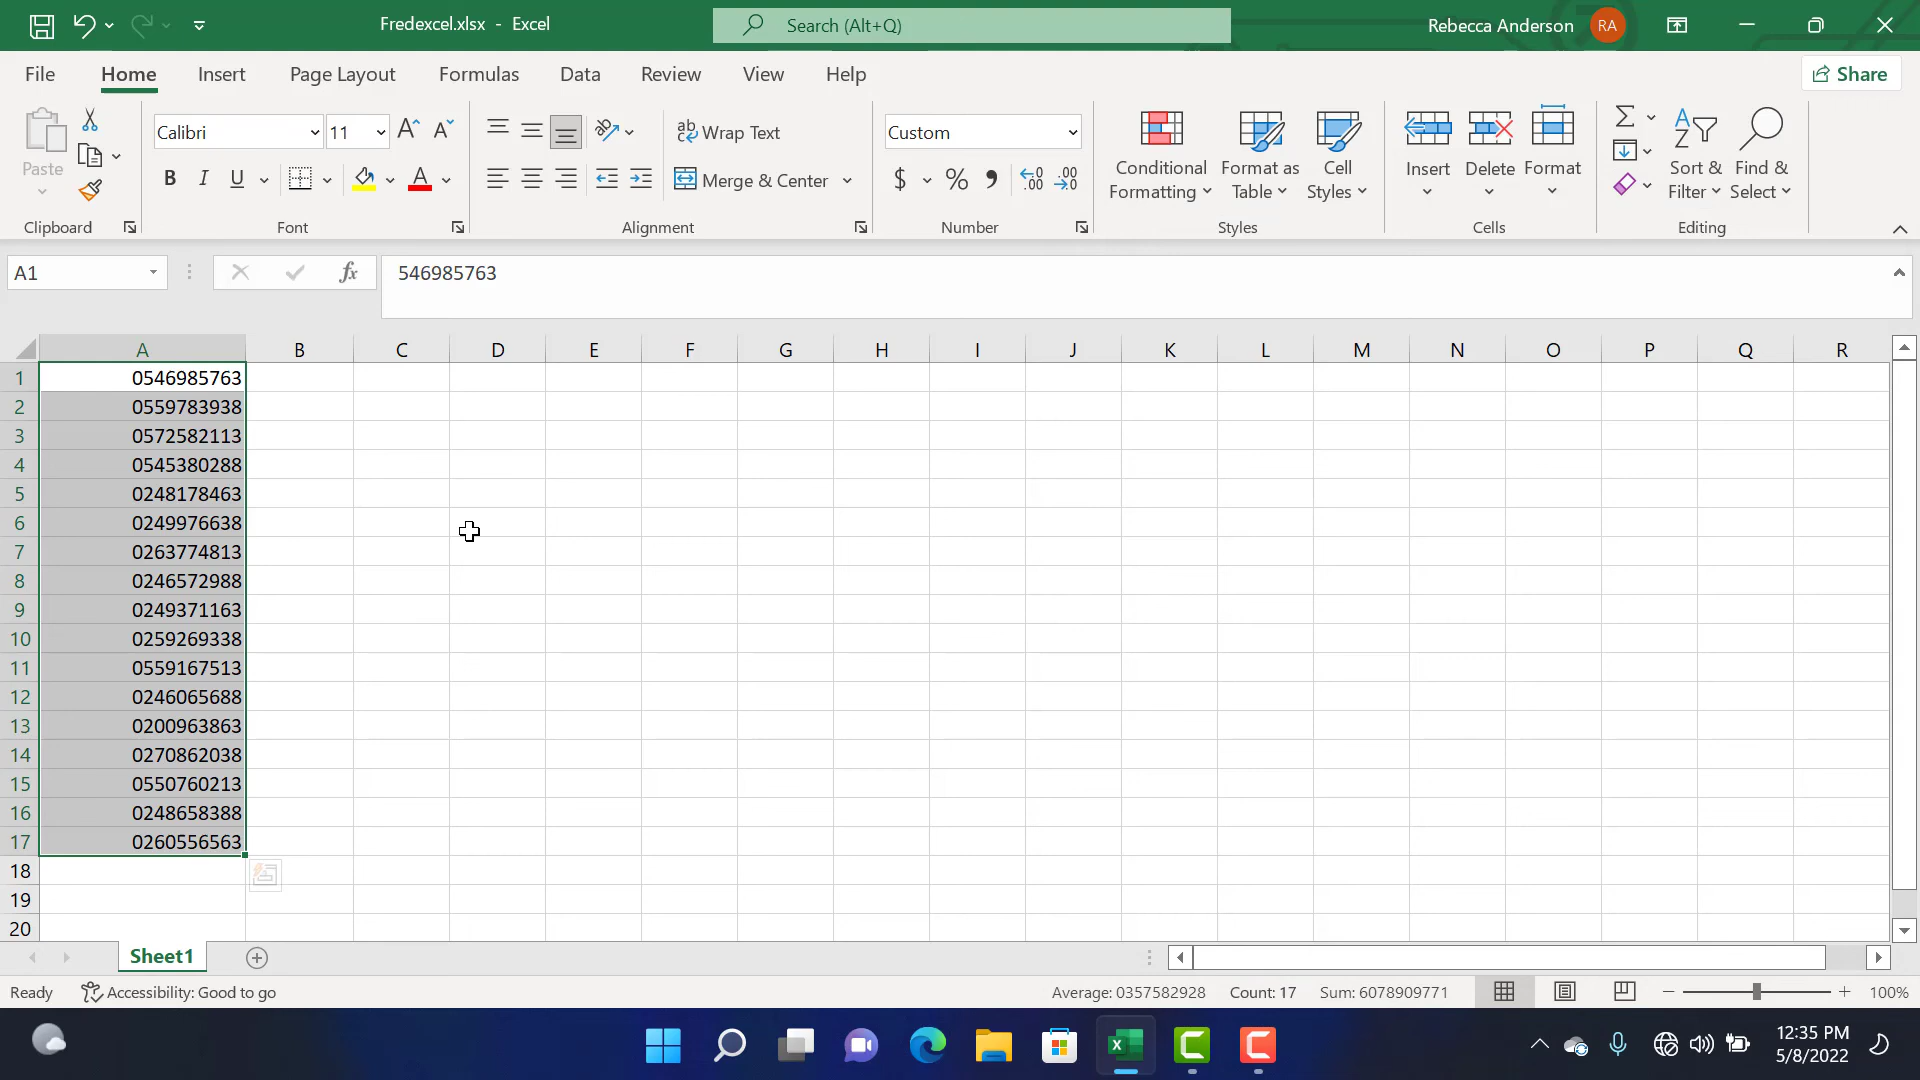 Fredexcel.xlsx - Excel
Search (Alt+Q)
Rebecca Anderson RA
File Home Insert Page Layout Formulas Data Review View Help Share
Paste
Clipboard
Calibri 11
B I U
Font
Wrap Text
Merge & Center
Alignment
Custom
$ % 9
Number
Conditional Formatting
Format as Table
Cell Styles
Styles
Insert Delete Format
Cells
Sort & Filter
Find & Select
Editing
A1 fx 546985763
A B C D E F G H I J K L M N O P Q R
1 0546985763
2 0559783938
3 0572582113
4 0545380288
5 0248178463
6 0249976638
7 0263774813
8 0246572988
9 0249371163
10 0259269338
11 0559167513
12 0246065688
13 0200963863
14 0270862038
15 0550760213
16 0248658388
17 0260556563
18
19
20
Sheet1
Ready Accessibility: Good to go Average: 0357582928 Count: 17 Sum: 6078909771 100%
12:35 PM
5/8/2022